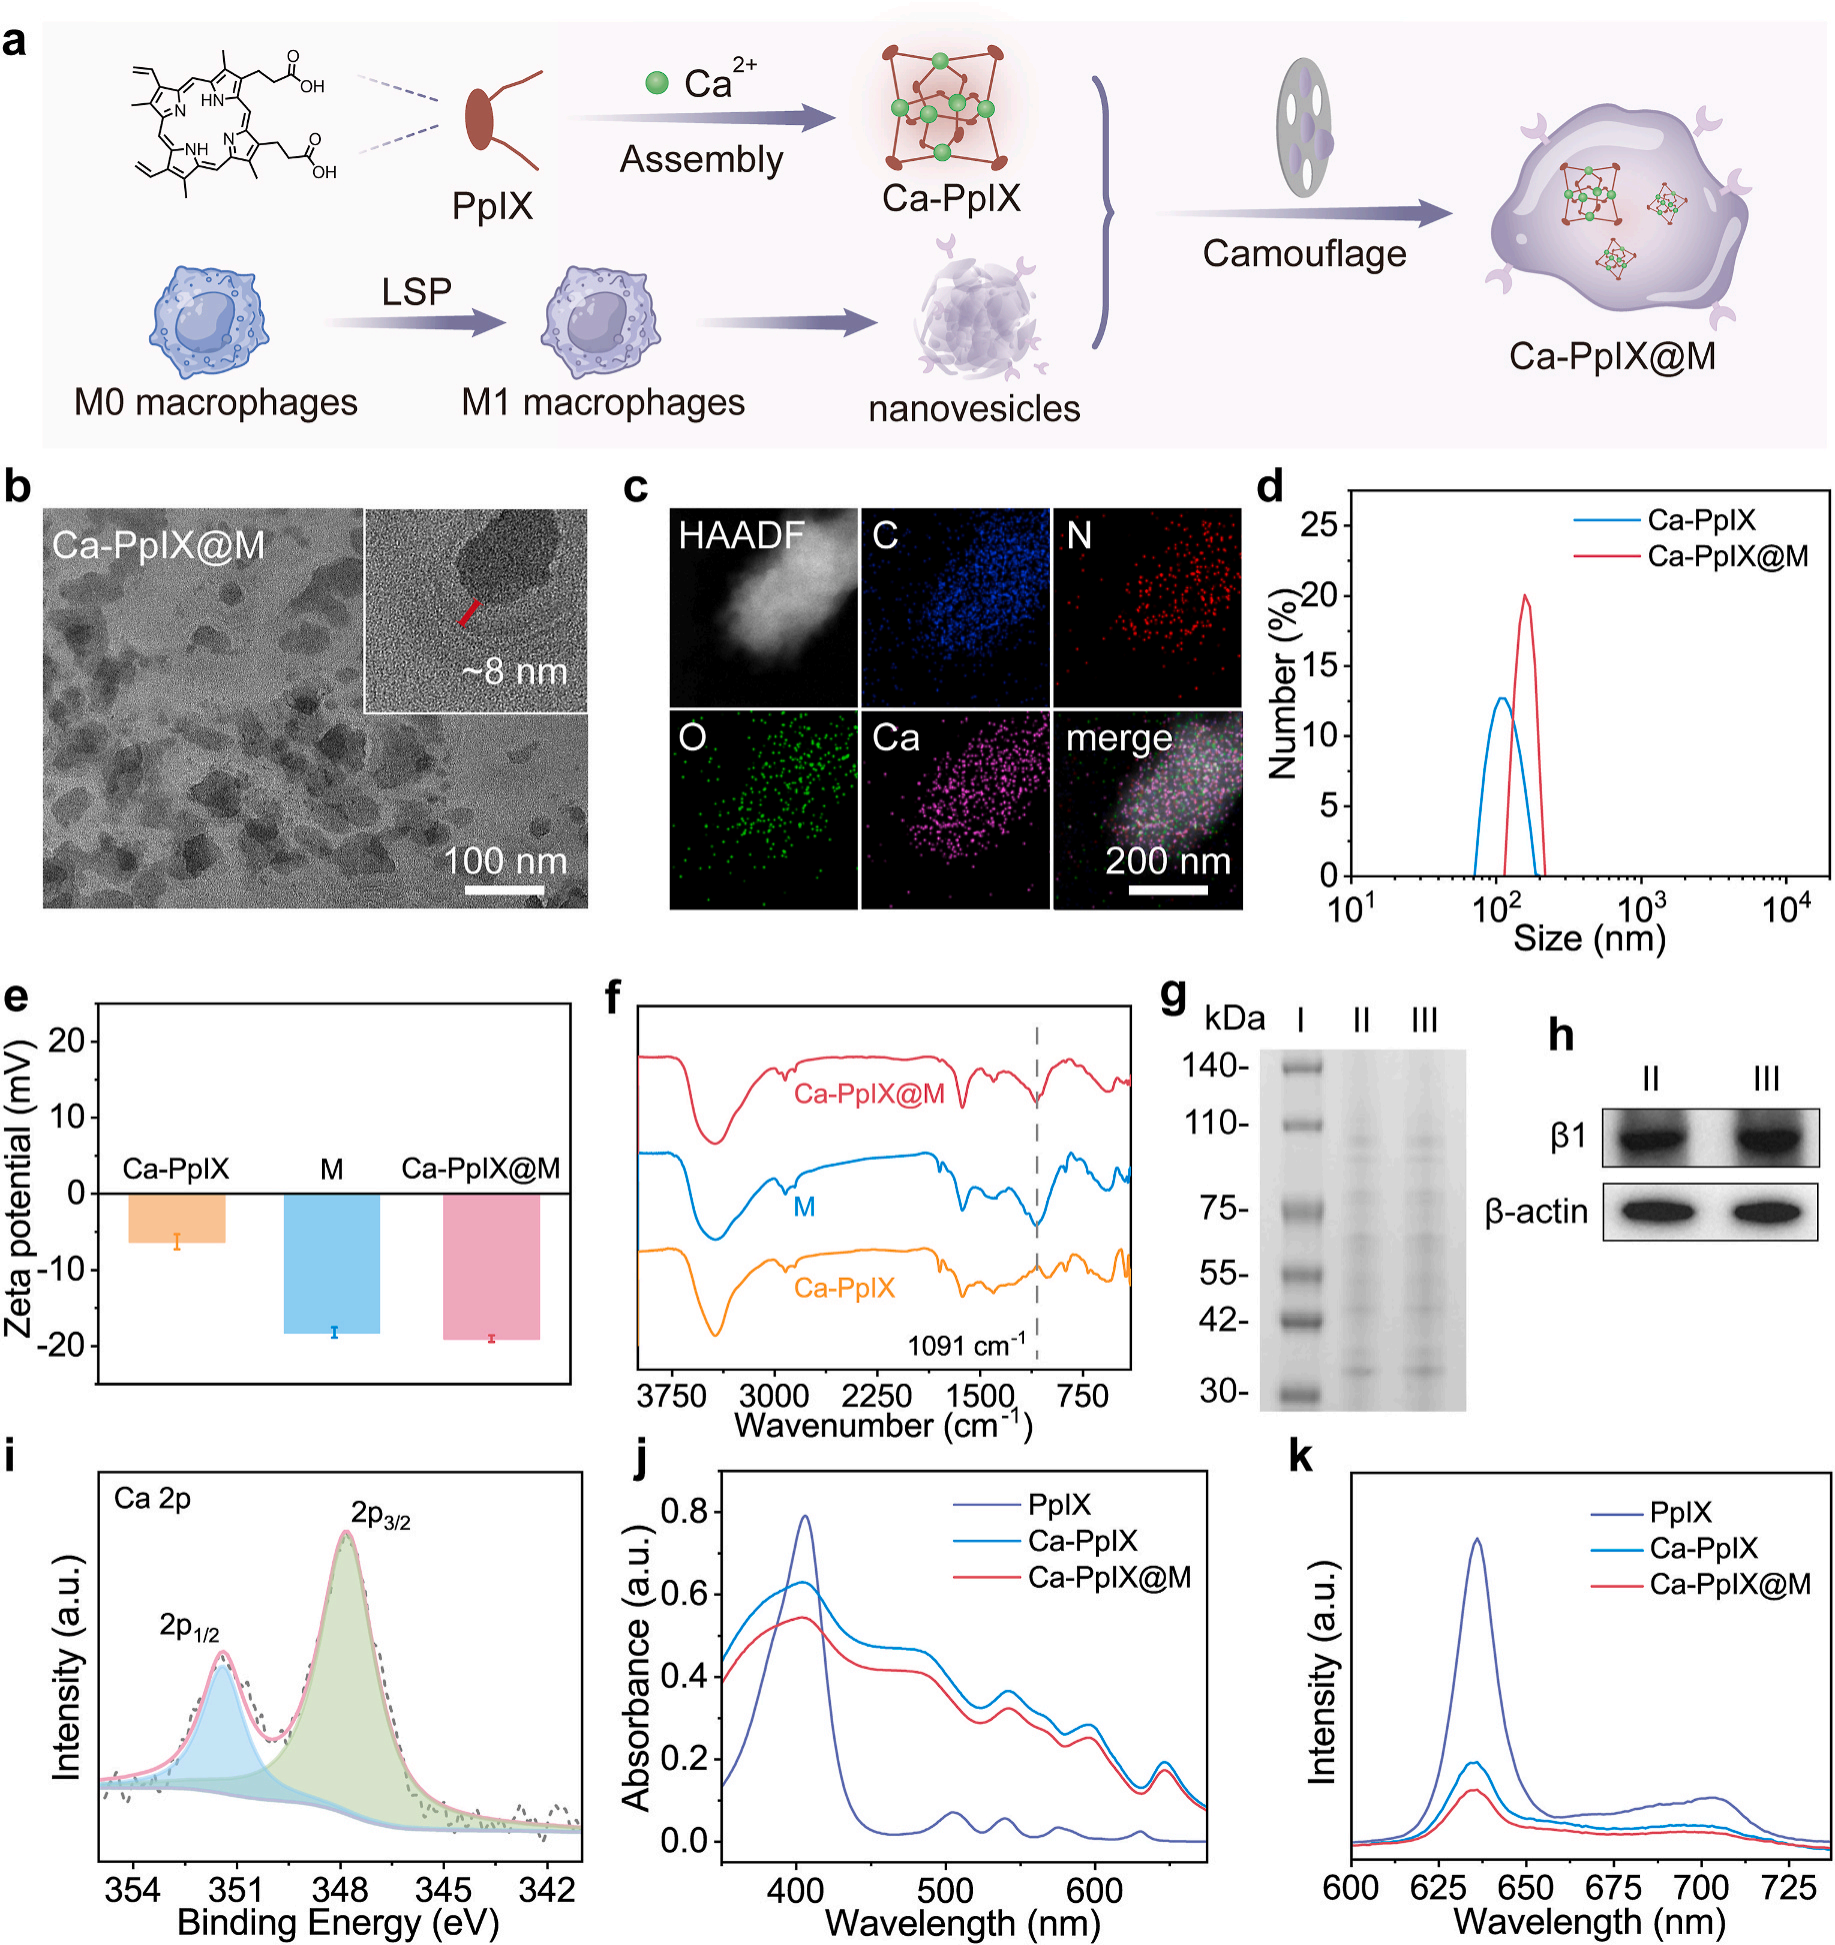 a
N
HN
NH
N
O
OH
O
OH
PpIX
Ca2+
Assembly
Ca-PpIX
Camouflage
Ca-PpIX@M
LSP
M0 macrophages
M1 macrophages
nanovesicles
b
Ca-PpIX@M
~8 nm
100 nm
c
HAADF
C
N
O
Ca
merge
200 nm
d
Ca-PpIX
Ca-PpIX@M
Number (%)
25
20
15
10
5
0
10¹
10²
10³
10⁴
Size (nm)
e
Zeta potential (mV)
20
10
0
-10
-20
Ca-PpIX
M
Ca-PpIX@M
f
Ca-PpIX@M
M
Ca-PpIX
1091 cm⁻¹
3750
3000
2250
1500
750
Wavenumber (cm⁻¹)
g
kDa
I
II
III
140-
110-
75-
55-
42-
30-
h
II
III
β1
β-actin
i
Ca 2p
2p1/2
2p3/2
Intensity (a.u.)
354
351
348
345
342
Binding Energy (eV)
j
PpIX
Ca-PpIX
Ca-PpIX@M
Absorbance (a.u.)
0.8
0.6
0.4
0.2
0.0
400
500
600
Wavelength (nm)
k
PpIX
Ca-PpIX
Ca-PpIX@M
Intensity (a.u.)
600
625
650
675
700
725
Wavelength (nm)